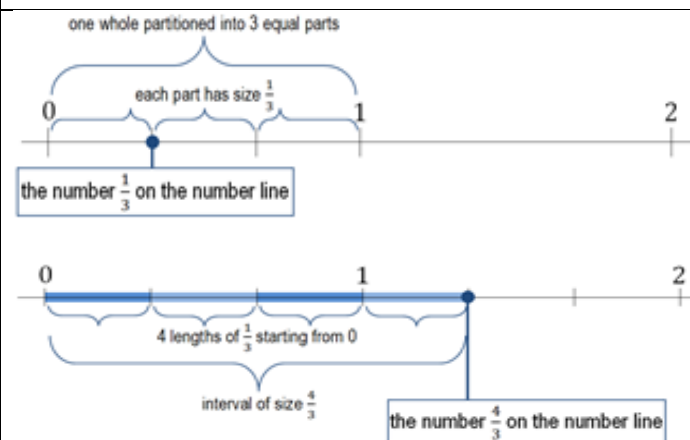 one whole partitioned into 3 equal parts
each part has size 1/3
0 1 2
the number 1/3 on the number line
0 1 2
4 lengths of 1/3 starting from 0
interval of size 4/3
the number 4/3 on the number line